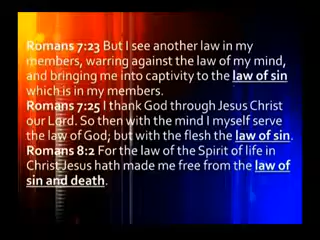 Romans 7:23 But I see another law in my
members, warring against the law of my mind,
and bringing me into captivity to the law of sin
which is in my members.
Romans 7:25 I thank God through Jesus Christ
our Lord. So then with the mind I myself serve
the law of God; but with the flesh the law of sin.
Romans 8:2 For the law of the Spirit of life in
Christ Jesus hath made me free from the law of
sin and death.